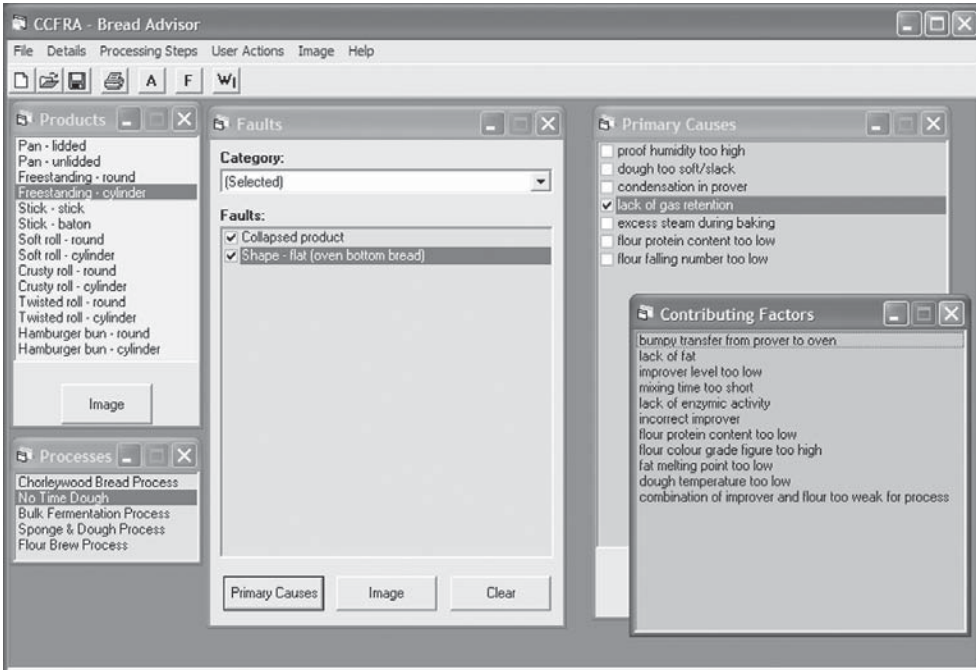 CCFRA - Bread Advisor
File Details Processing Steps User Actions Image Help
A F W|
Products
Pan - lidded
Pan - unlidded
Freestanding - round
Freestanding - cylinder
Stick - stick
Stick - baton
Soft roll - round
Soft roll - cylinder
Crusty roll - round
Crusty roll - cylinder
Twisted roll - round
Twisted roll - cylinder
Hamburger bun - round
Hamburger bun - cylinder
Image
Processes
Chorleywood Bread Process
No Time Dough
Bulk Fermentation Process
Sponge & Dough Process
Flour Brew Process
Faults
Category:
(Selected)
Faults:
Collapsed product
Shape - flat (oven bottom bread)
Primary Causes Image Clear
Primary Causes
proof humidity too high
dough too soft/slack
condensation in prover
lack of gas retention
excess steam during baking
flour protein content too low
flour falling number too low
Contributing Factors
bumpy transfer from prover to oven
lack of fat
improver level too low
mixing time too short
lack of enzymic activity
incorrect improver
flour protein content too low
flour colour grade figure too high
fat melting point too low
dough temperature too low
combination of improver and flour too weak for process